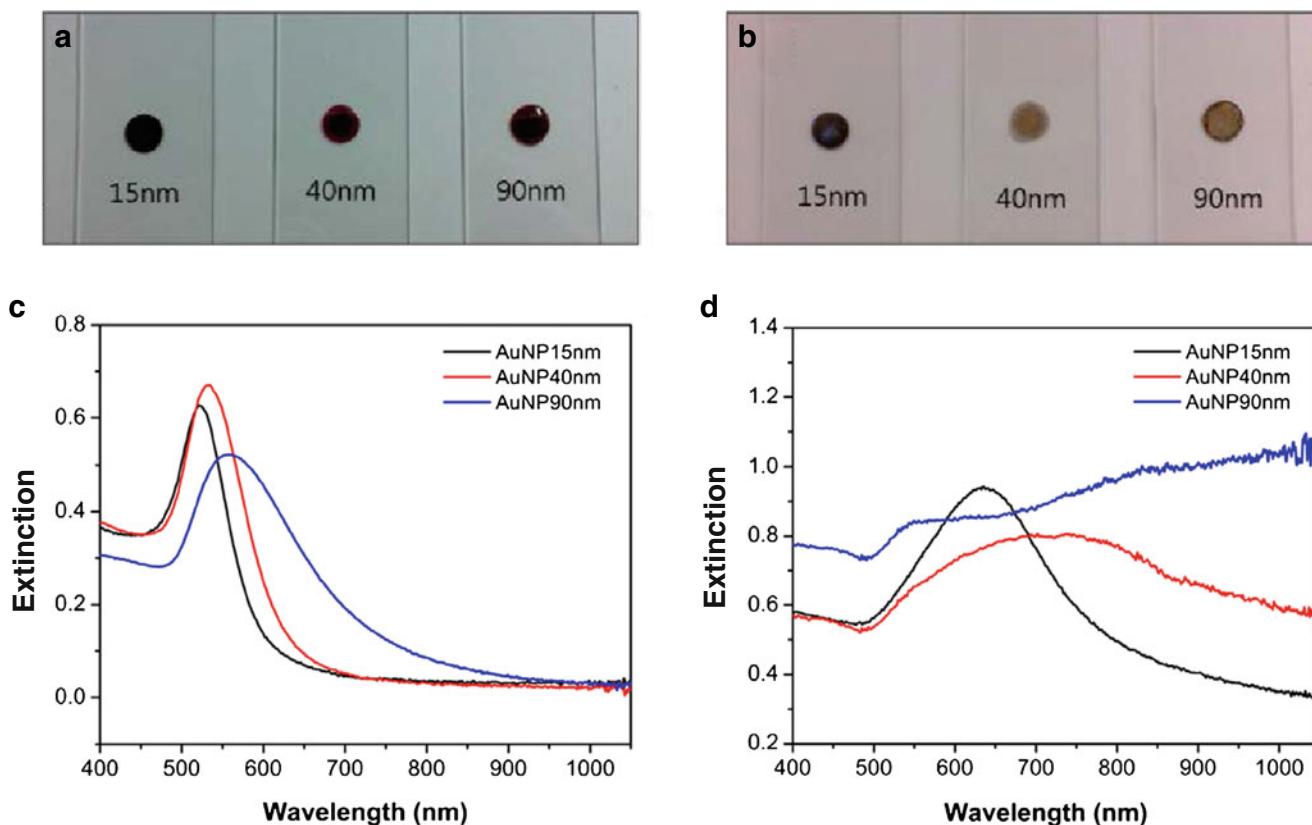 a
15nm
40nm
90nm
b
15nm
40nm
90nm
c
0.8
0.6
0.4
0.2
0.0
Extinction
AuNP15nm
AuNP40nm
AuNP90nm
400 500 600 700 800 900 1000
Wavelength (nm)
d
1.4
1.2
1.0
0.8
0.6
0.4
0.2
Extinction
AuNP15nm
AuNP40nm
AuNP90nm
400 500 600 700 800 900 1000
Wavelength (nm)